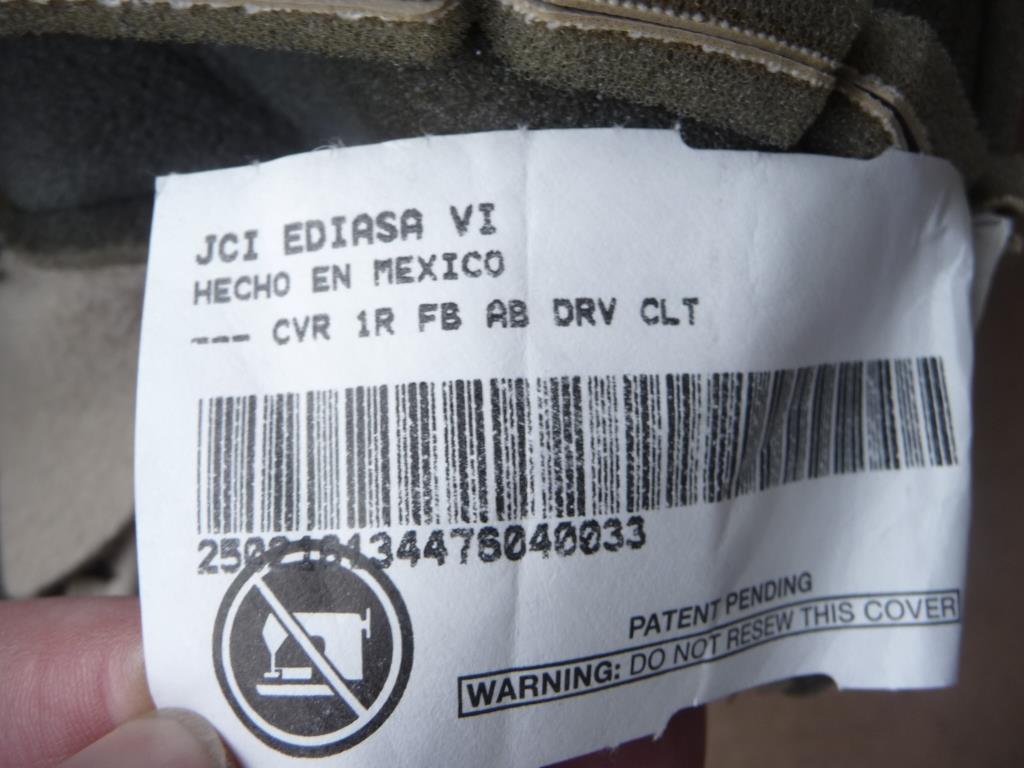 JCI EDIASA VI
HECHO EN MEXICO
--- CVR 1R FB AB DRV CLT
PATENT PENDING
WARNING: DO NOT RESEW THIS COVER